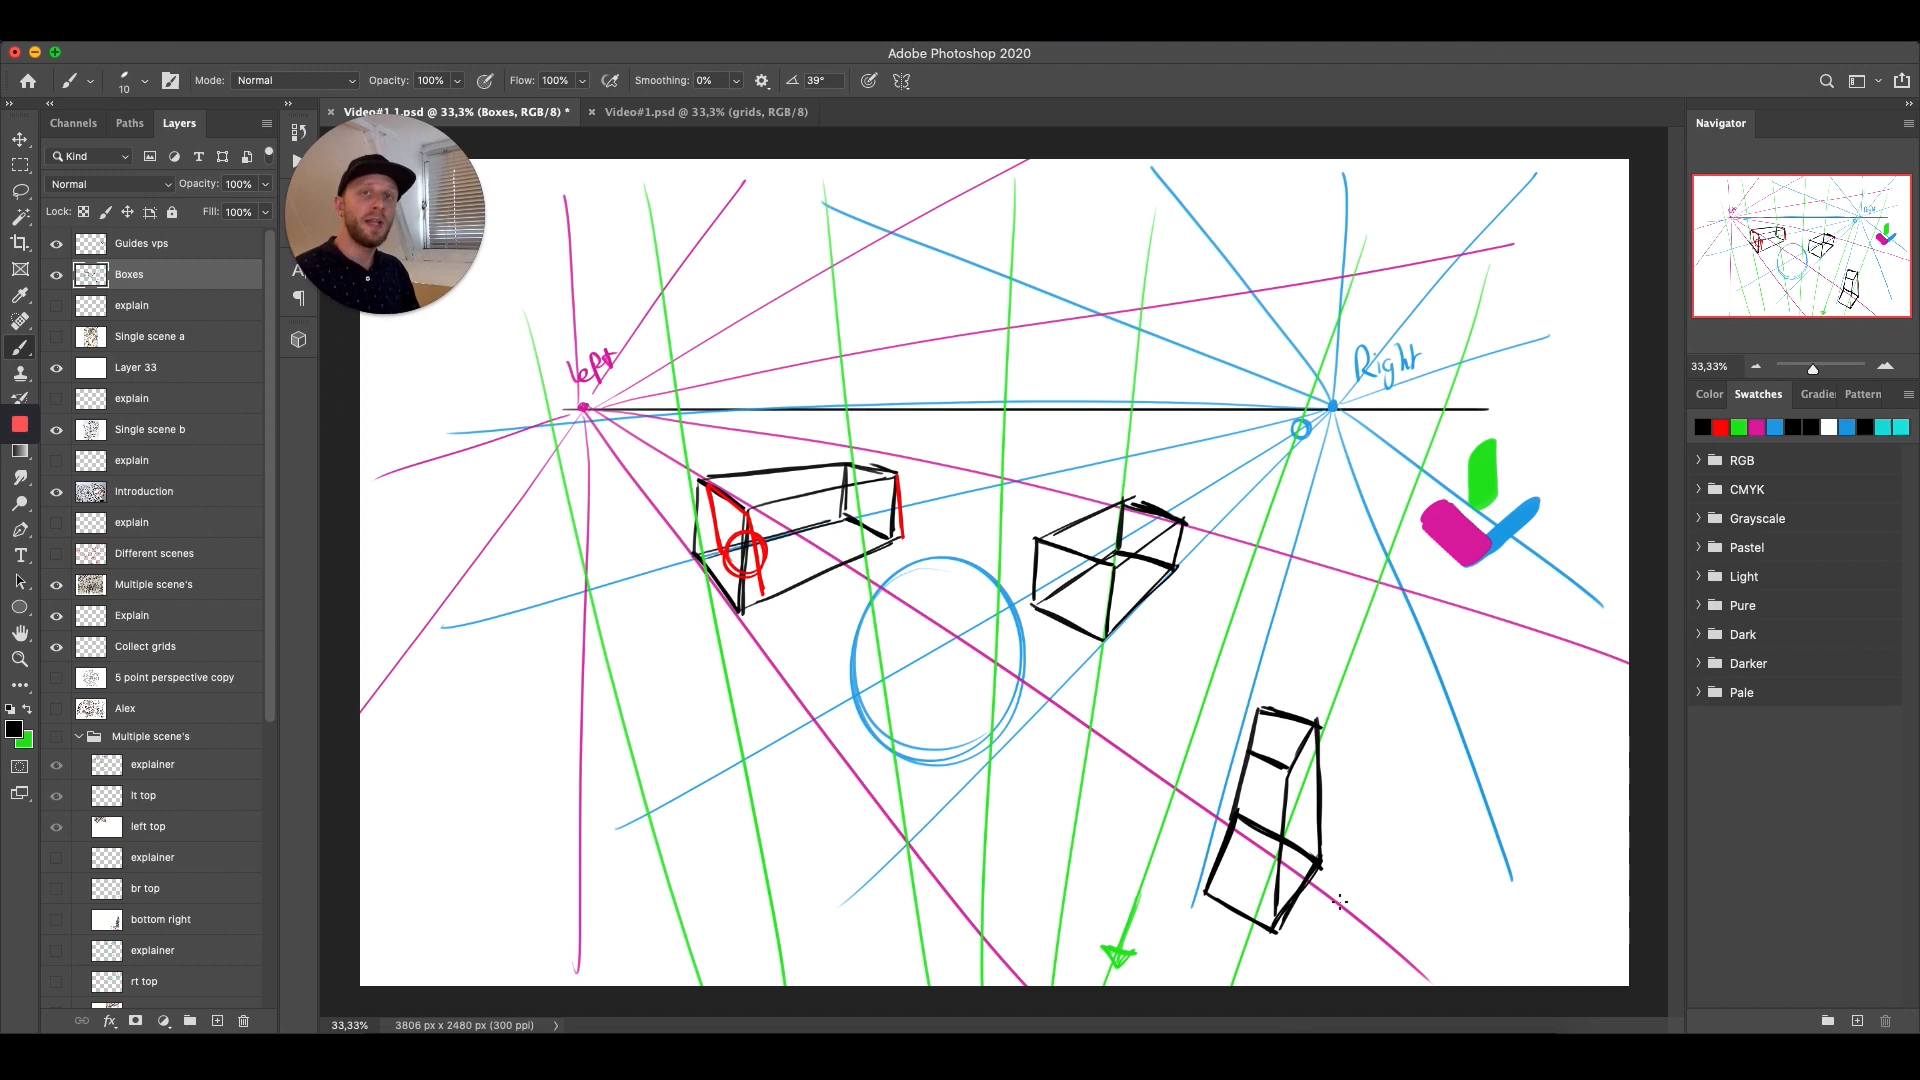 Adobe Photoshop 2020
10
Mode: Normal
Opacity: 100%
Flow: 100%
Smoothing: 0%
39°
Video#1.1.psd @ 33,3% (Boxes, RGB/8) *
Video#1.psd @ 33,3% (grids, RGB/8)
Channels
Paths
Layers
Kind
Normal
Opacity: 100%
Lock:
Fill: 100%
Guides vps
Boxes
explain
Single scene a
Layer 33
explain
Single scene b
explain
Introduction
explain
Different scenes
Multiple scene's
Explain
Collect grids
5 point perspective copy
Alex
Multiple scene's
explainer
lt top
left top
explainer
br top
bottom right
explainer
rt top
left
Right
33,33%
3806 px x 2480 px (300 ppi)
Navigator
33,33%
Color
Swatches
Gradie
Pattern
RGB
CMYK
Grayscale
Pastel
Light
Pure
Dark
Darker
Pale